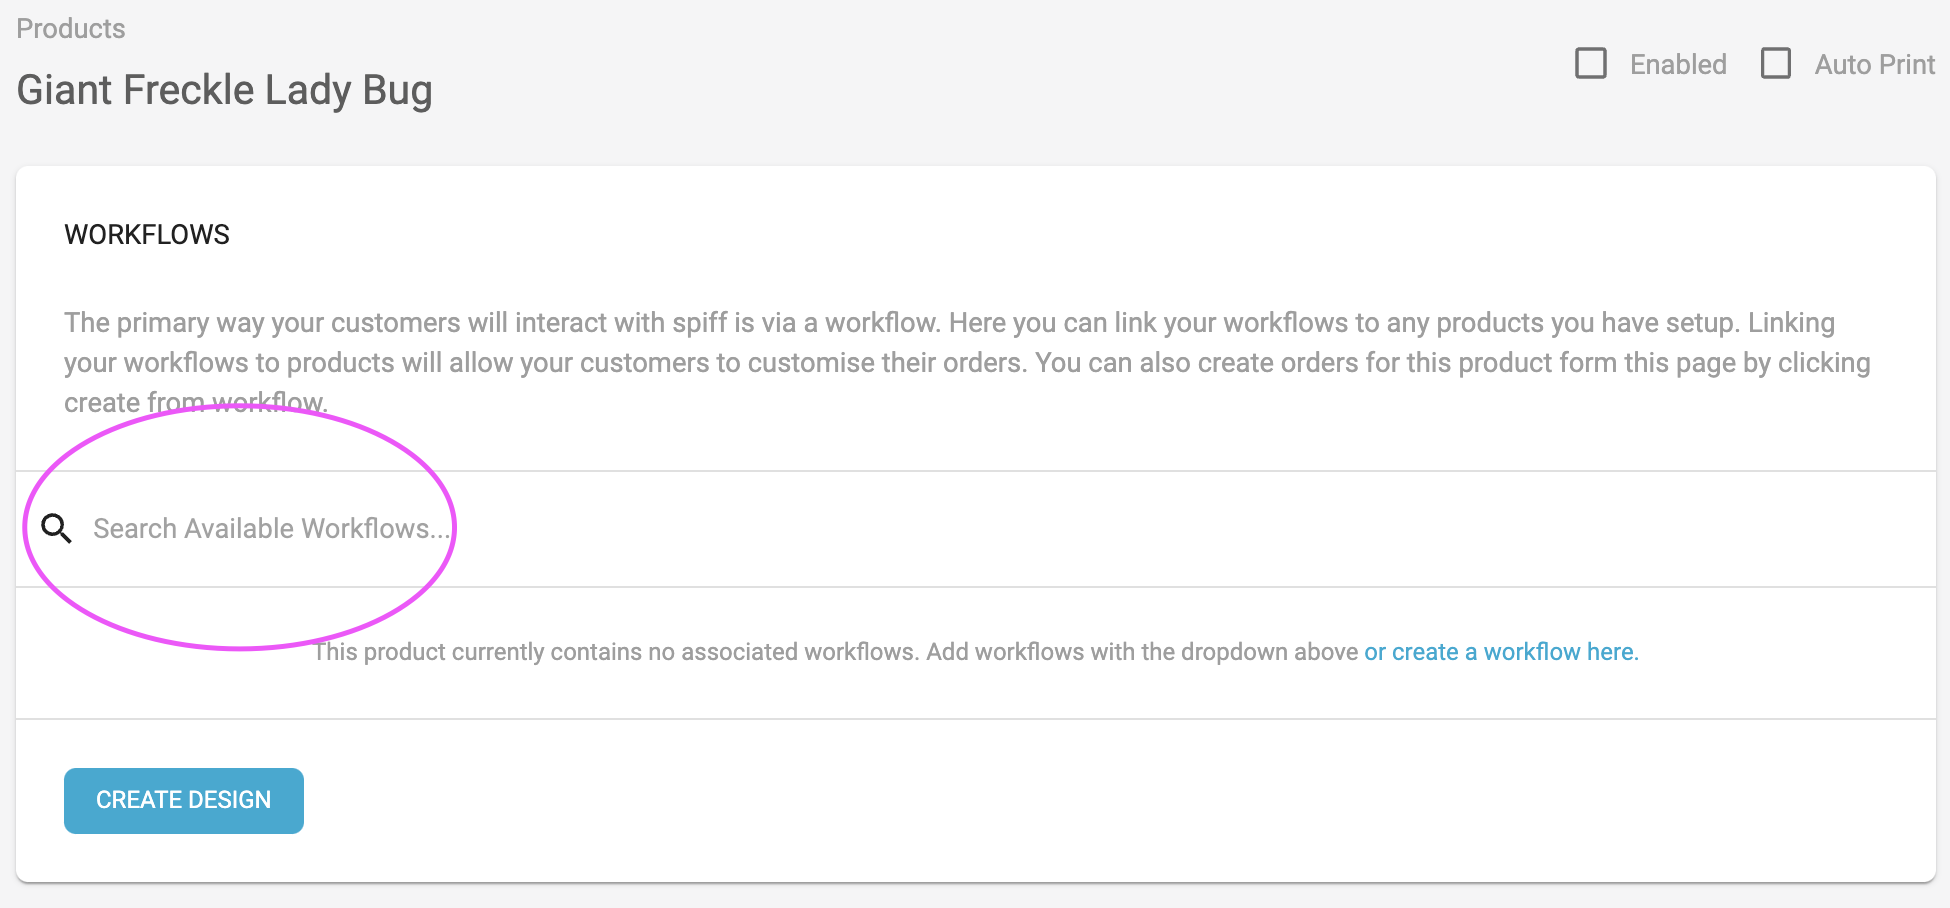 Products
Giant Freckle Lady Bug
Enabled
Auto Print
WORKFLOWS
The primary way your customers will interact with spiff is via a workflow. Here you can link your workflows to any products you have setup. Linking
your workflows to products will allow your customers to customise their orders. You can also create orders for this product form this page by clicking
create from workflow.
Search Available Workflows...
This product currently contains no associated workflows. Add workflows with the dropdown above or create a workflow here.
CREATE DESIGN